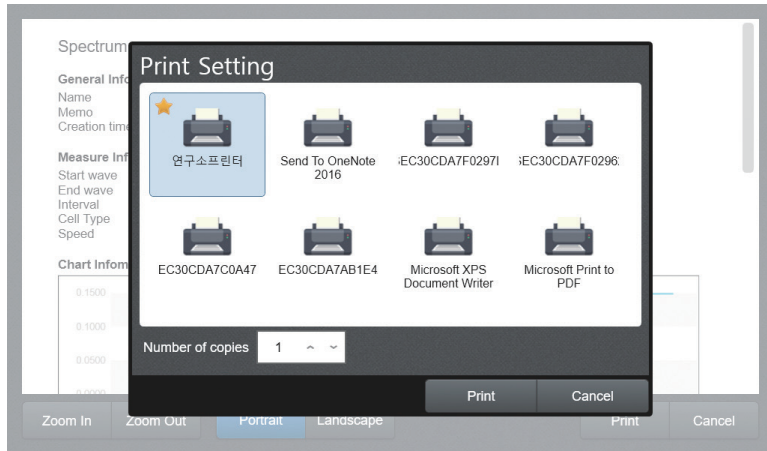 Spectrum
Print Setting
General Info
Name
Memo
Creation time
Measure Inf
Start wave
End wave
Interval
Cell Type
Speed
Chart Infom
0.1500
0.1000
0.0500
0.0000
연구소프린터
Send To OneNote
2016
EC30CDA7F0297
EC30CDA7F0296
EC30CDA7C0A47
EC30CDA7AB1E4
Microsoft XPS
Document Writer
Microsoft Print to
PDF
Number of copies 1
Print Cancel
Zoom In Zoom Out Portrait Landscape Print Cancel